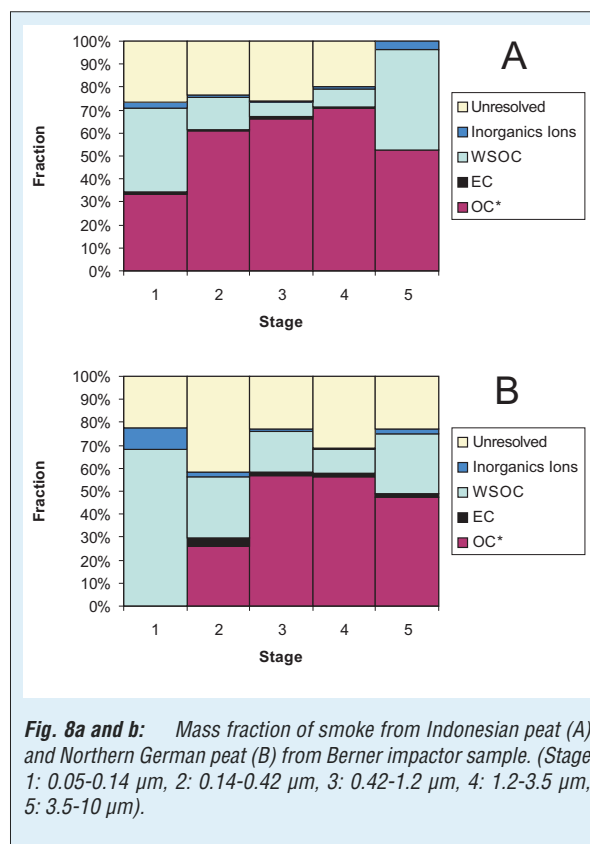 A
100%
90%
80%
70%
60%
50%
40%
30%
20%
10%
0%
Fraction
1 2 3 4 5
Stage
Unresolved
Inorganics Ions
WSOC
EC
OC*
B
100%
90%
80%
70%
60%
50%
40%
30%
20%
10%
0%
Fraction
1 2 3 4 5
Stage
Unresolved
Inorganics Ions
WSOC
EC
OC*
Fig. 8a and b: Mass fraction of smoke from Indonesian peat (A)
and Northern German peat (B) from Berner impactor sample. (Stage
1: 0.05-0.14 µm, 2: 0.14-0.42 µm, 3: 0.42-1.2 µm, 4: 1.2-3.5 µm,
5: 3.5-10 µm).